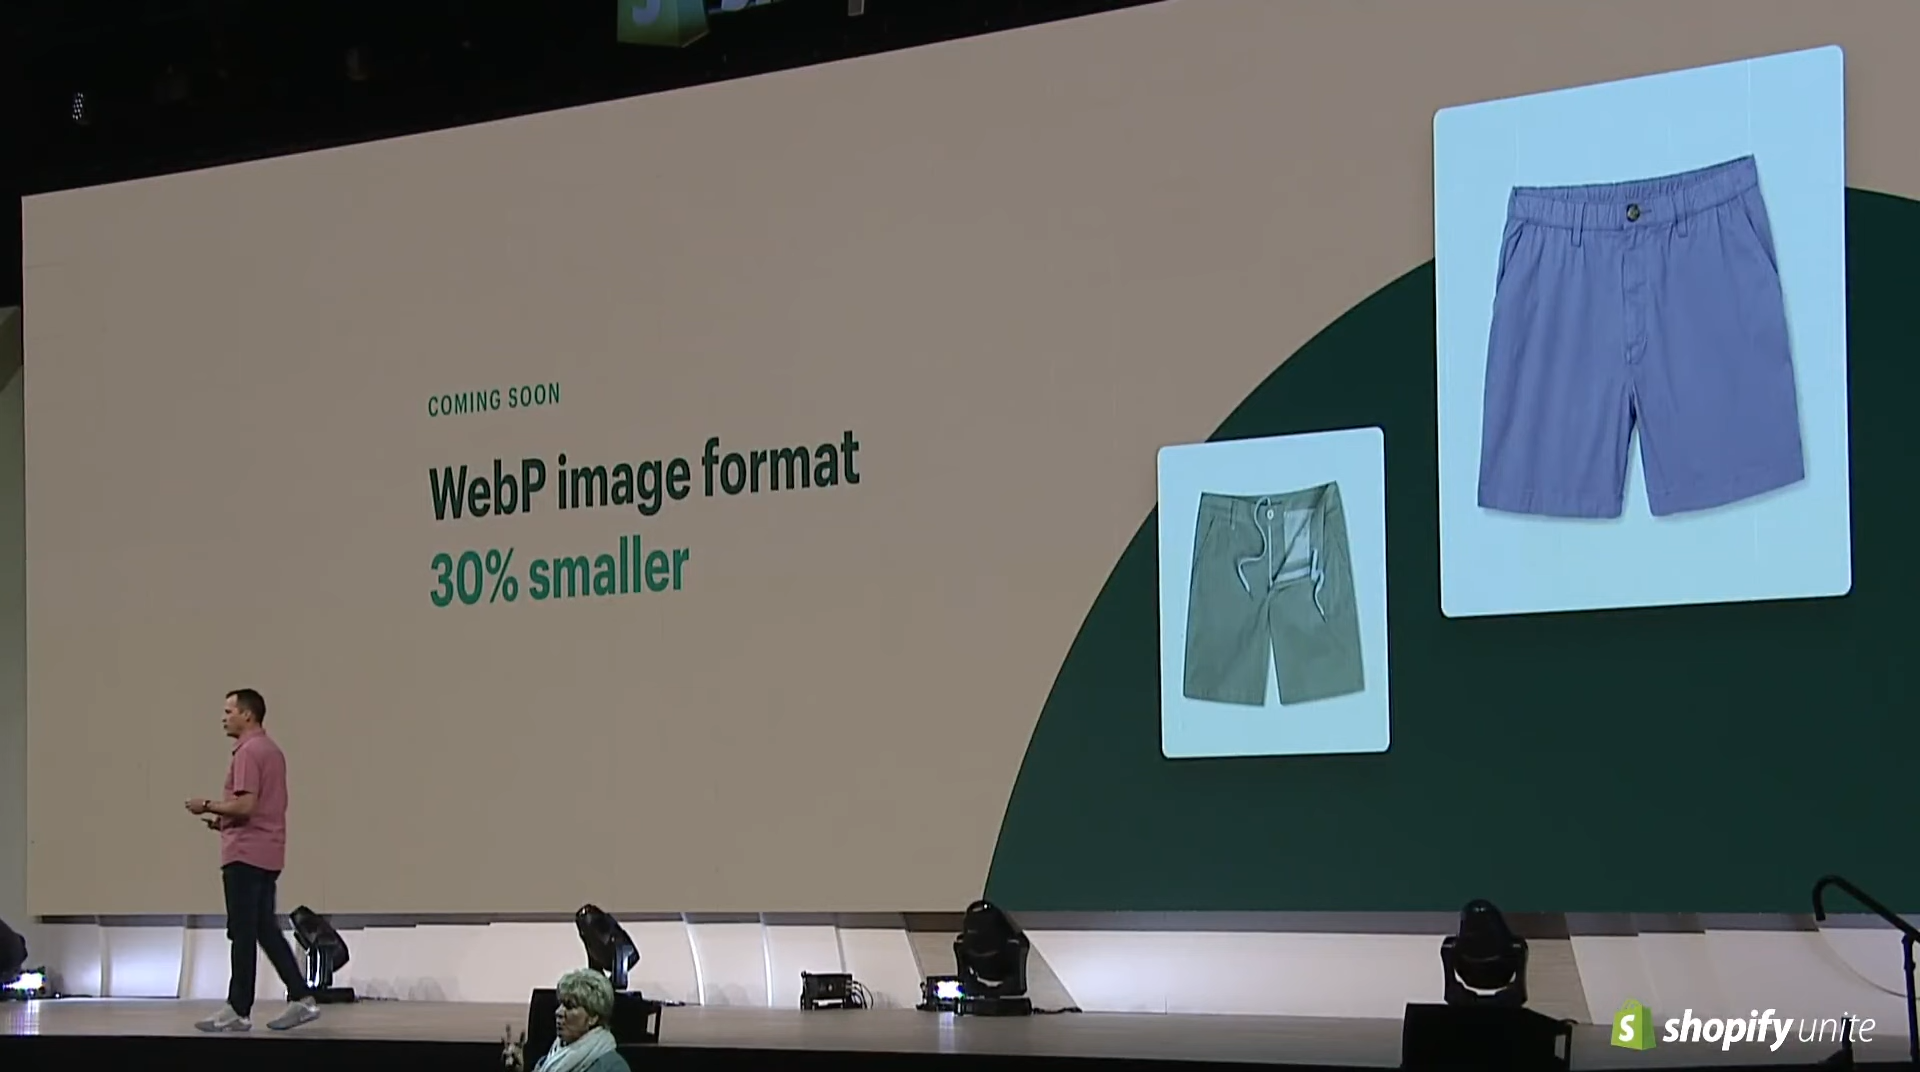 COMING SOON
WebP image format
30% smaller
shopify unite